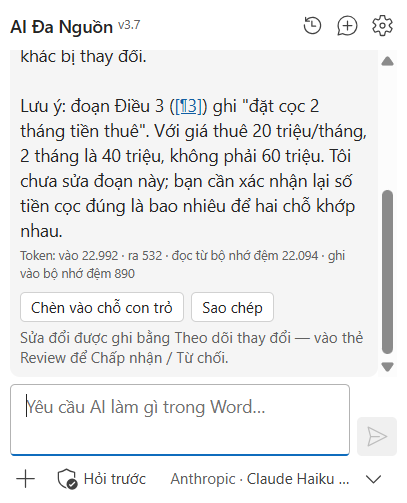 AI Đa Nguồn v3.7
khác bị thay đổi.
Lưu ý: đoạn Điều 3 ([¶3]) ghi "đặt cọc 2
tháng tiền thuê". Với giá thuê 20 triệu/tháng,
2 tháng là 40 triệu, không phải 60 triệu. Tôi
chưa sửa đoạn này; bạn cần xác nhận lại số
tiền cọc đúng là bao nhiêu để hai chỗ khớp
nhau.
Token: vào 22.992 · ra 532 · đọc từ bộ nhớ đệm 22.094 · ghi
vào bộ nhớ đệm 890
Chèn vào chỗ con trỏ Sao chép
Sửa đổi được ghi bằng Theo dõi thay đổi — vào thẻ
Review để Chấp nhận / Từ chối.
Yêu cầu AI làm gì trong Word...
Hỏi trước Anthropic · Claude Haiku ...